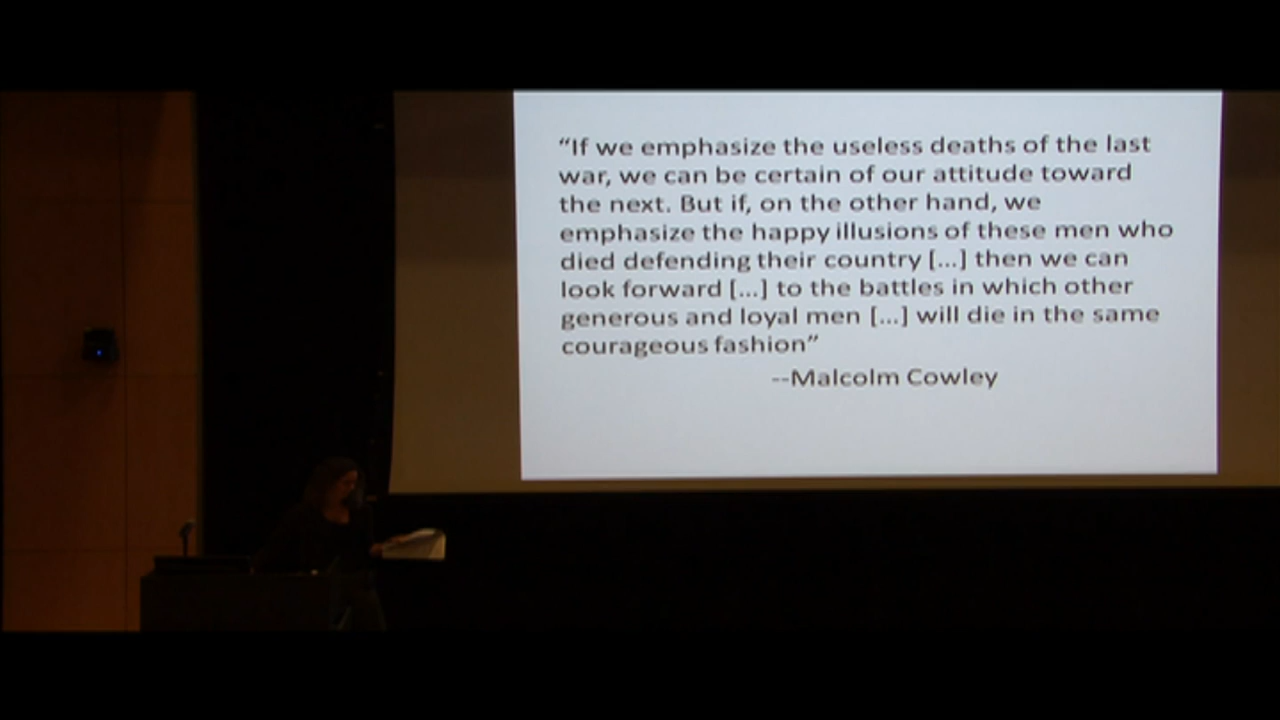 “If we emphasize the useless deaths of the last
war, we can be certain of our attitude toward
the next. But if, on the other hand, we
emphasize the happy illusions of these men who
died defending their country [...] then we can
look forward [...] to the battles in which other
generous and loyal men [...] will die in the same
courageous fashion”
--Malcolm Cowley